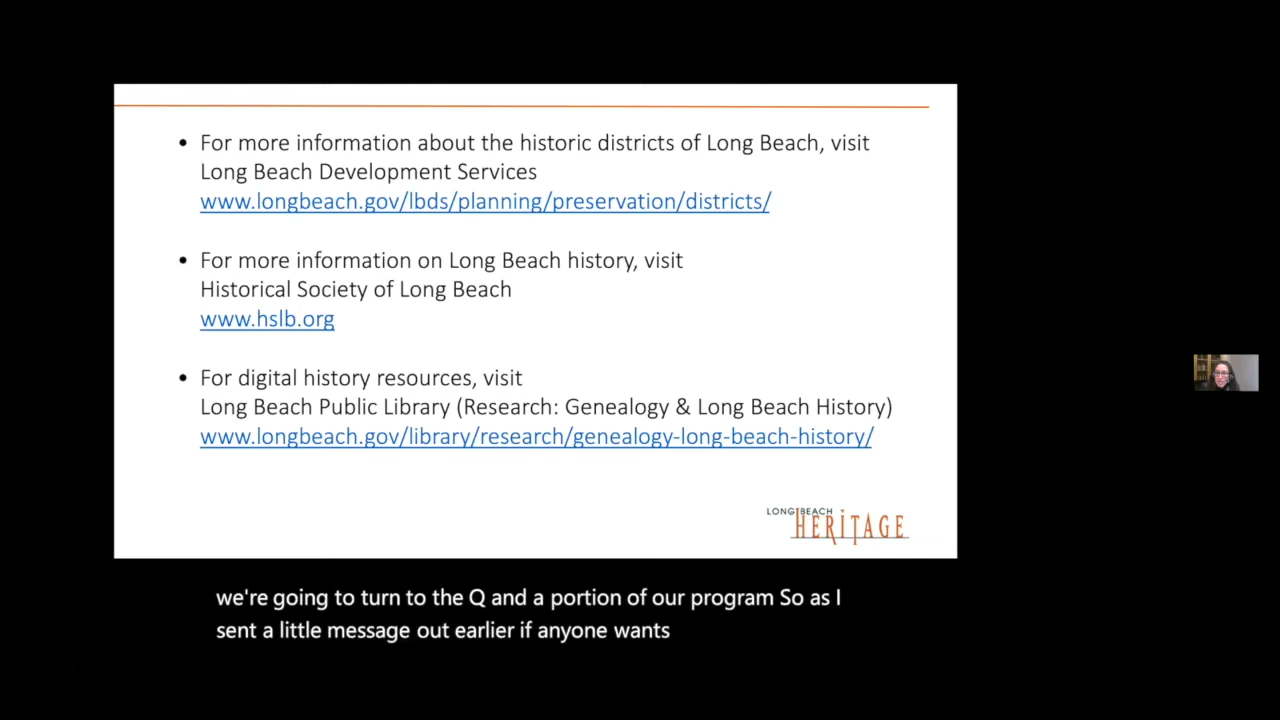 • For more information about the historic districts of Long Beach, visit
Long Beach Development Services
www.longbeach.gov/lbds/planning/preservation/districts/
• For more information on Long Beach history, visit
Historical Society of Long Beach
www.hslb.org
• For digital history resources, visit
Long Beach Public Library (Research: Genealogy & Long Beach History)
www.longbeach.gov/library/research/genealogy-long-beach-history/
LONG BEACH
HERITAGE
we're going to turn to the Q and a portion of our program So as I
sent a little message out earlier if anyone wants